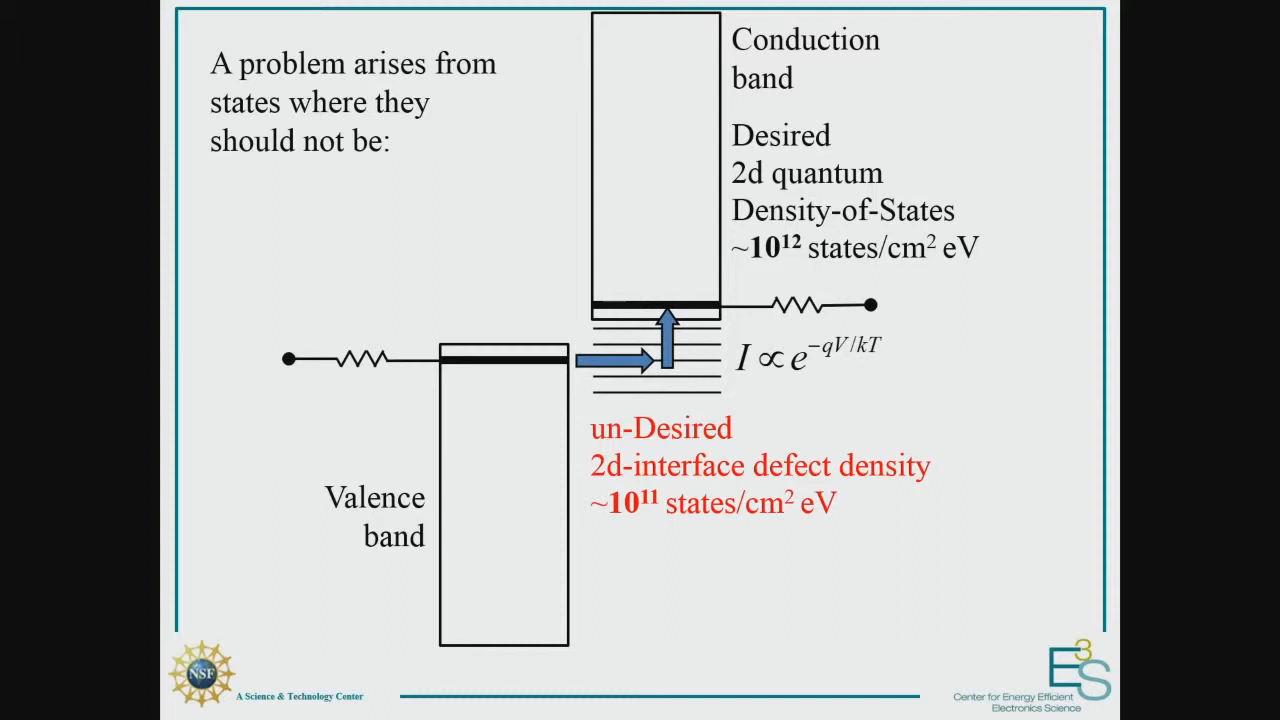 A problem arises from
states where they
should not be:
Conduction
band
Desired
2d quantum
Density-of-States
~10¹² states/cm² eV
I ∝ e^{-qV/kT}
un-Desired
2d-interface defect density
~10¹¹ states/cm² eV
Valence
band
NSF
A Science & Technology Center
E³S
Center for Energy Efficient
Electronics Science